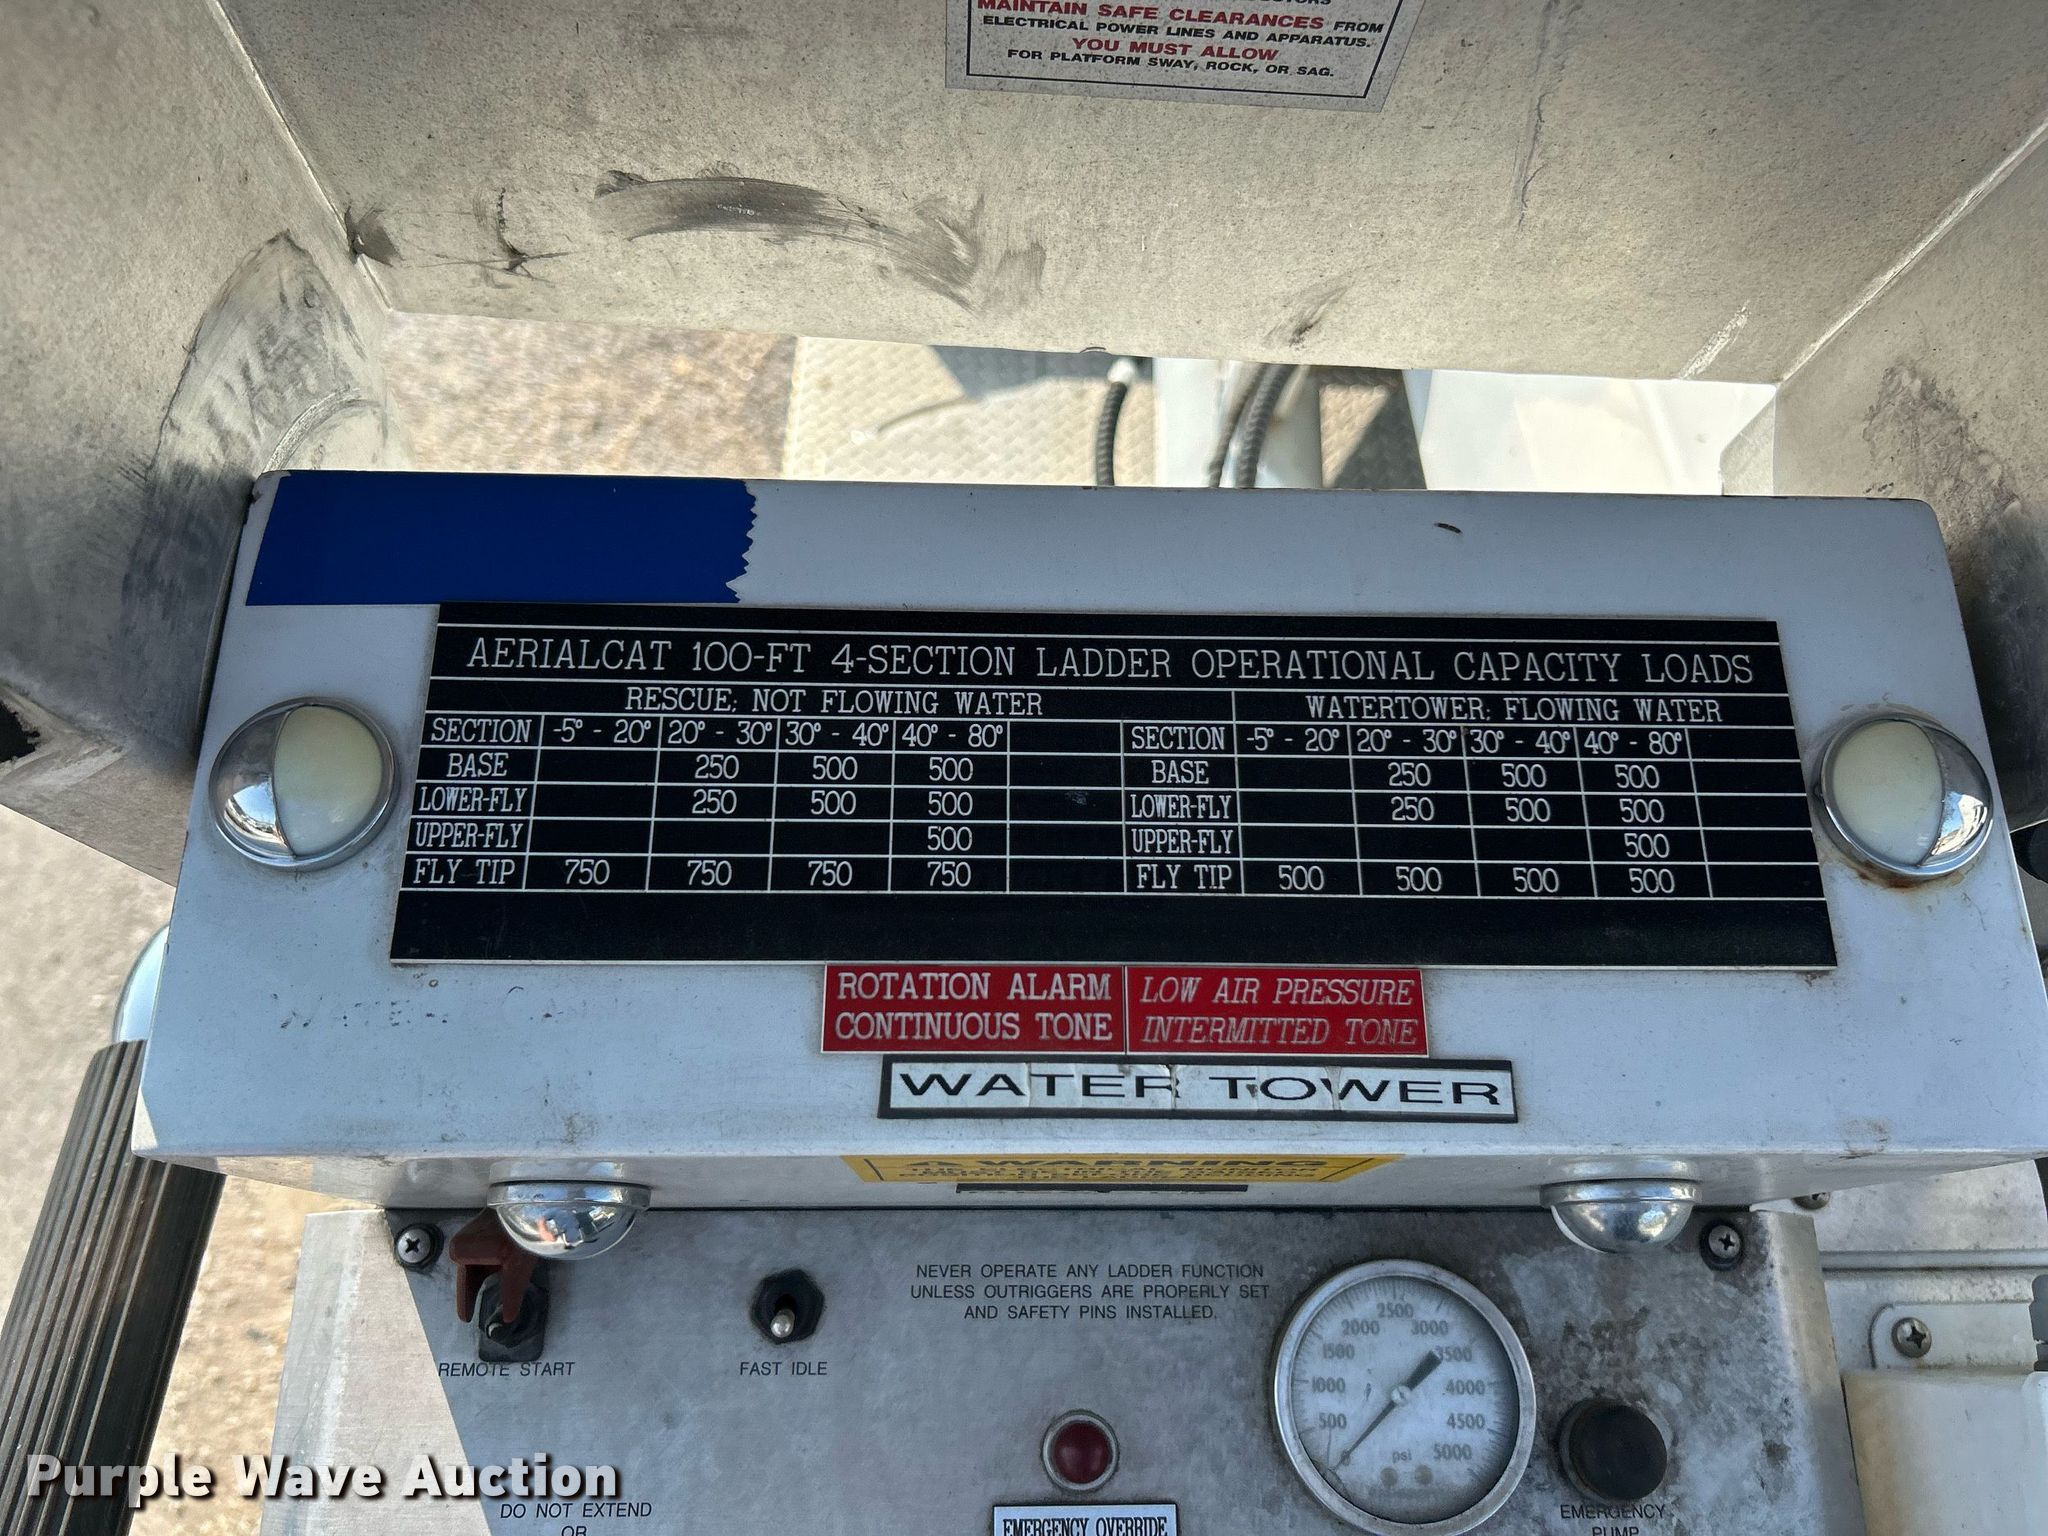 MAINTAIN SAFE CLEARANCES FROM
ELECTRICAL POWER LINES AND APPARATUS.
YOU MUST ALLOW
FOR PLATFORM SWAY, ROCK, OR SAG.
AERIALCAT 100-FT 4-SECTION LADDER OPERATIONAL CAPACITY LOADS
RESCUE; NOT FLOWING WATER WATERTOWER; FLOWING WATER
SECTION -5° - 20° 20° - 30° 30° - 40° 40° - 80° SECTION -5° - 20° 20° - 30° 30° - 40° 40° - 80°
BASE 250 500 500 BASE 250 500 500
LOWER-FLY 250 500 500 LOWER-FLY 250 500 500
UPPER-FLY 500 UPPER-FLY 500
FLY TIP 750 750 750 750 FLY TIP 500 500 500 500
ROTATION ALARM
CONTINUOUS TONE
LOW AIR PRESSURE
INTERMITTED TONE
WATER TOWER
WARNING
NEVER OPERATE ANY LADDER FUNCTION
UNLESS OUTRIGGERS ARE PROPERLY SET
AND SAFETY PINS INSTALLED.
REMOTE START
FAST IDLE
0 500 1000 1500 2000 2500 3000 3500 4000 4500 5000
psi
DO NOT EXTEND
OR
EMERGENCY OVERRIDE
EMERGENCY
PUMP
Purple Wave Auction